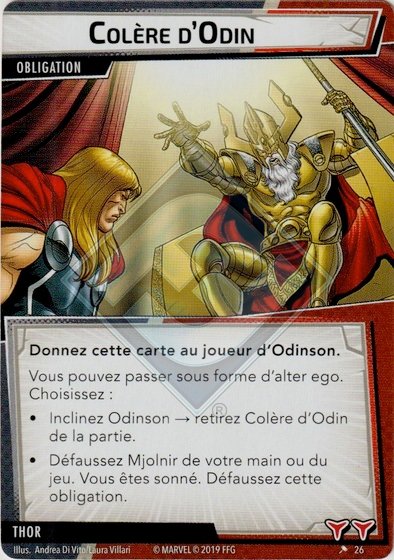 COLÈRE D'ODIN
OBLIGATION
Donnez cette carte au joueur d'Odinson.
Vous pouvez passer sous forme d'alter ego.
Choisissez :
• Inclinez Odinson → retirez Colère d'Odin
de la partie.
• Défaussez Mjolnir de votre main ou du
jeu. Vous êtes sonné. Défaussez cette
obligation.
®
THOR
Illus. Andrea Di Vito/Laura Villari © MARVEL © 2019 FFG 26